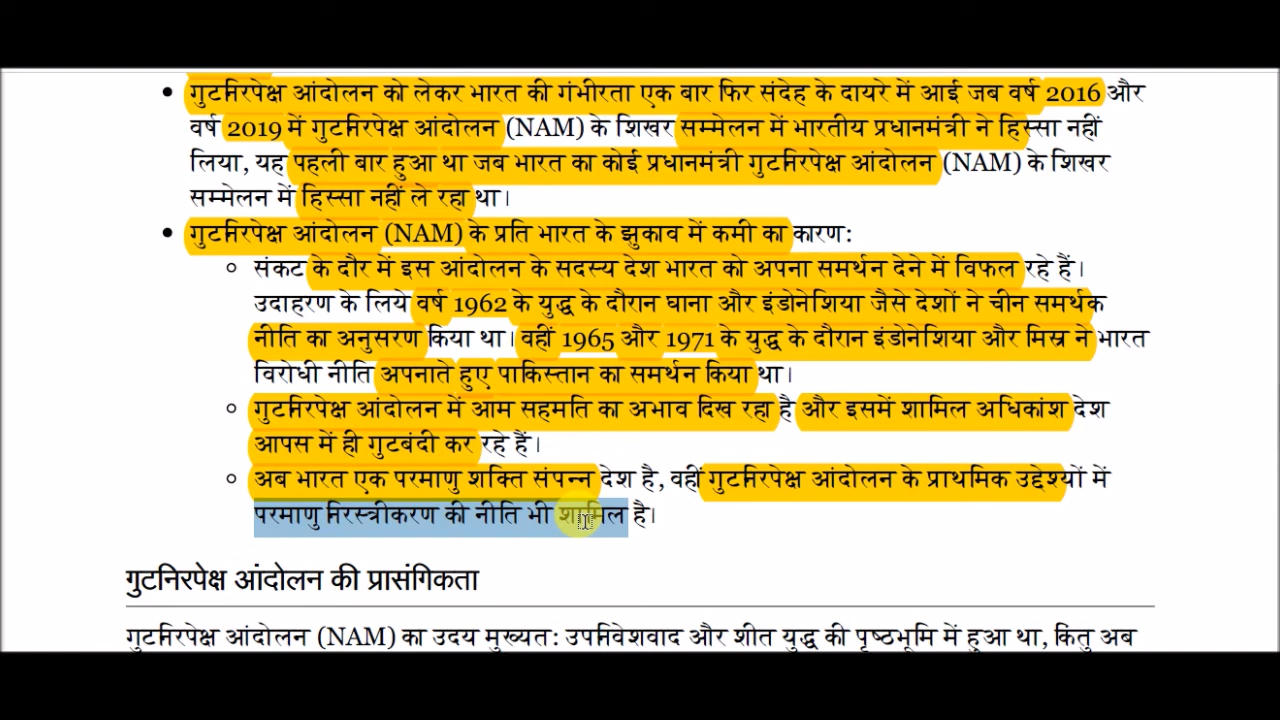 गुटनिरपेक्ष आंदोलन को लेकर भारत की गंभीरता एक बार फिर संदेह के दायरे में आई जब वर्ष 2016 और
वर्ष 2019 में गुटनिरपेक्ष आंदोलन (NAM) के शिखर सम्मेलन में भारतीय प्रधानमंत्री ने हिस्सा नहीं
लिया, यह पहली बार हुआ था जब भारत का कोई प्रधानमंत्री गुटनिरपेक्ष आंदोलन (NAM) के शिखर
सम्मेलन में हिस्सा नहीं ले रहा था।
गुटनिरपेक्ष आंदोलन (NAM) के प्रति भारत के झुकाव में कमी का कारण:
संकट के दौर में इस आंदोलन के सदस्य देश भारत को अपना समर्थन देने में विफल रहे हैं।
उदाहरण के लिये वर्ष 1962 के युद्ध के दौरान घाना और इंडोनेशिया जैसे देशों ने चीन समर्थक
नीति का अनुसरण किया था। वहीं 1965 और 1971 के युद्ध के दौरान इंडोनेशिया और मिस्र ने भारत
विरोधी नीति अपनाते हुए पाकिस्तान का समर्थन किया था।
गुटनिरपेक्ष आंदोलन में आम सहमति का अभाव दिख रहा है और इसमें शामिल अधिकांश देश
आपस में ही गुटबंदी कर रहे हैं।
अब भारत एक परमाणु शक्ति संपन्न देश है, वहीं गुटनिरपेक्ष आंदोलन के प्राथमिक उद्देश्यों में
परमाणु निरस्त्रीकरण की नीति भी शामिल है।
गुटनिरपेक्ष आंदोलन की प्रासंगिकता
गुटनिरपेक्ष आंदोलन (NAM) का उदय मुख्यत: उपनिवेशवाद और शीत युद्ध की पृष्ठभूमि में हुआ था, किंतु अब